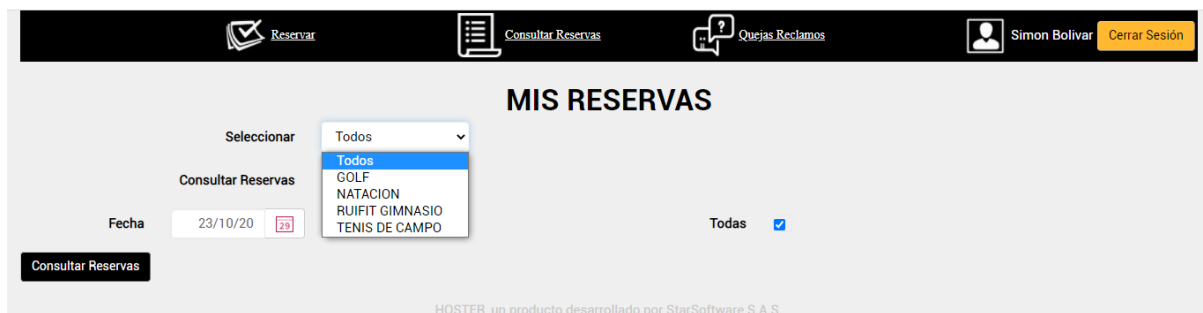 Reservar
Consultar Reservas
Quejas Reclamos
Simon Bolivar
Cerrar Sesión
MIS RESERVAS
Seleccionar
Todos
Todos
GOLF
NATACION
RUIFIT GIMNASIO
TENIS DE CAMPO
Consultar Reservas
Fecha
23/10/20
29
Todas
Consultar Reservas
HOSTER, un producto desarrollado por StarSoftware S.A.S.